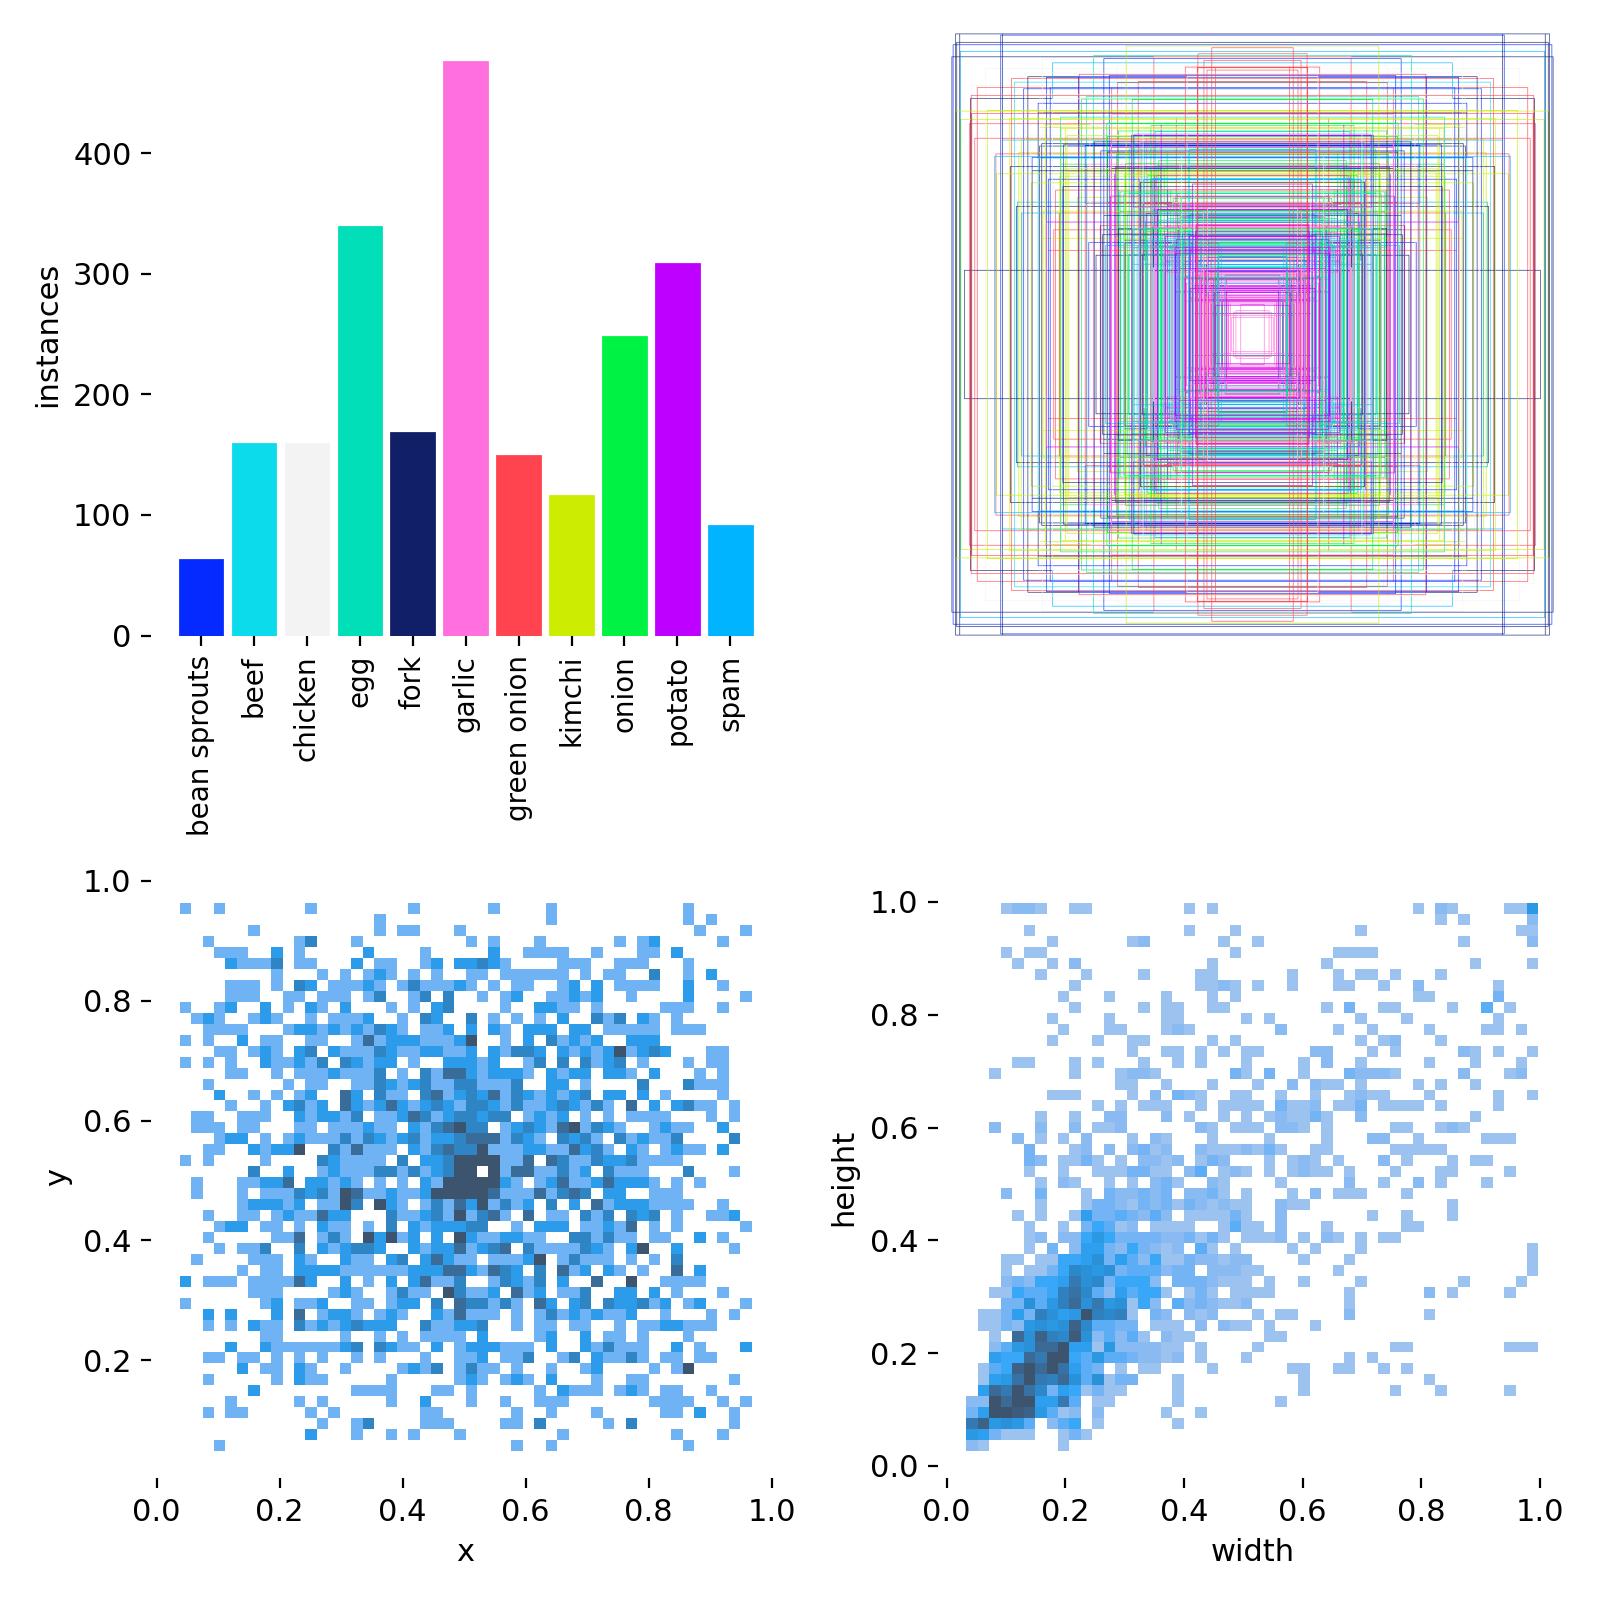 instances
400
300
200
100
0
bean sprouts
beef
chicken
egg
fork
garlic
green onion
kimchi
onion
potato
spam
y
1.0
0.8
0.6
0.4
0.2
0.0 0.2 0.4 0.6 0.8 1.0
x
height
1.0
0.8
0.6
0.4
0.2
0.0
0.0 0.2 0.4 0.6 0.8 1.0
width